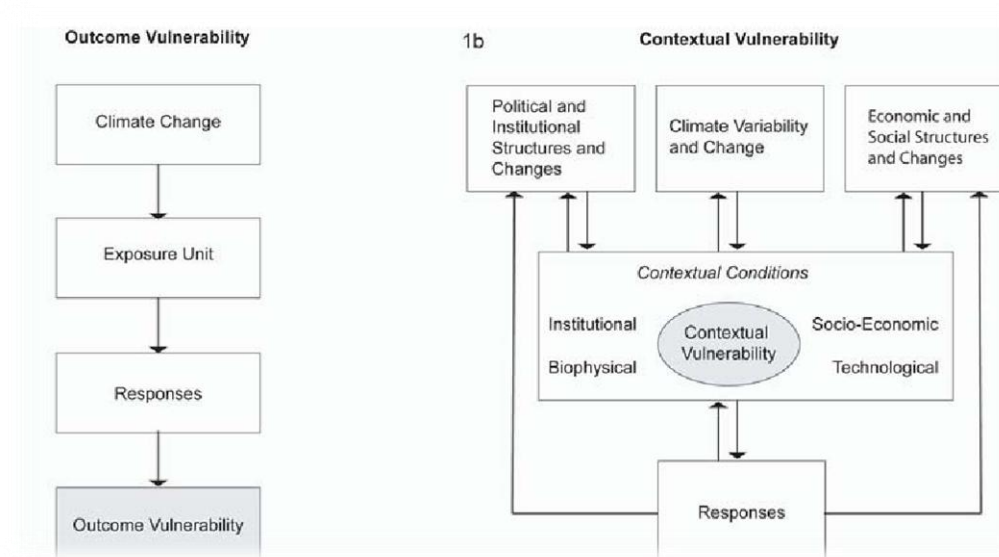 Outcome Vulnerability
Climate Change
Exposure Unit
Responses
Outcome Vulnerability
1b
Contextual Vulnerability
Political and
Institutional
Structures and
Changes
Climate Variability
and Change
Economic and
Social Structures
and Changes
Contextual Conditions
Institutional
Biophysical
Contextual
Vulnerability
Socio-Economic
Technological
Responses